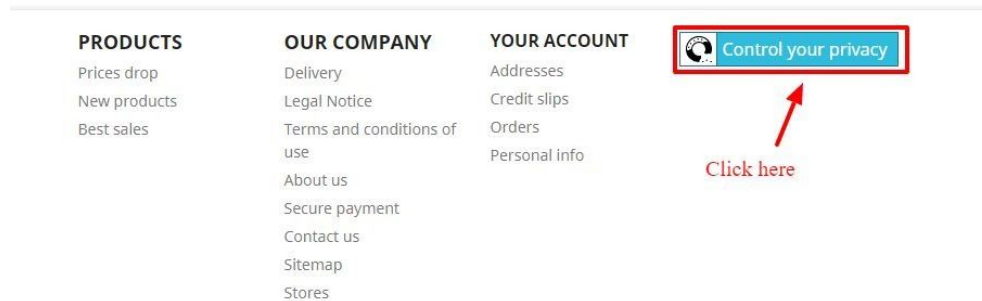 PRODUCTS
Prices drop
New products
Best sales
OUR COMPANY
Delivery
Legal Notice
Terms and conditions of
use
About us
Secure payment
Contact us
Sitemap
Stores
YOUR ACCOUNT
Addresses
Credit slips
Orders
Personal info
Control your privacy
Click here